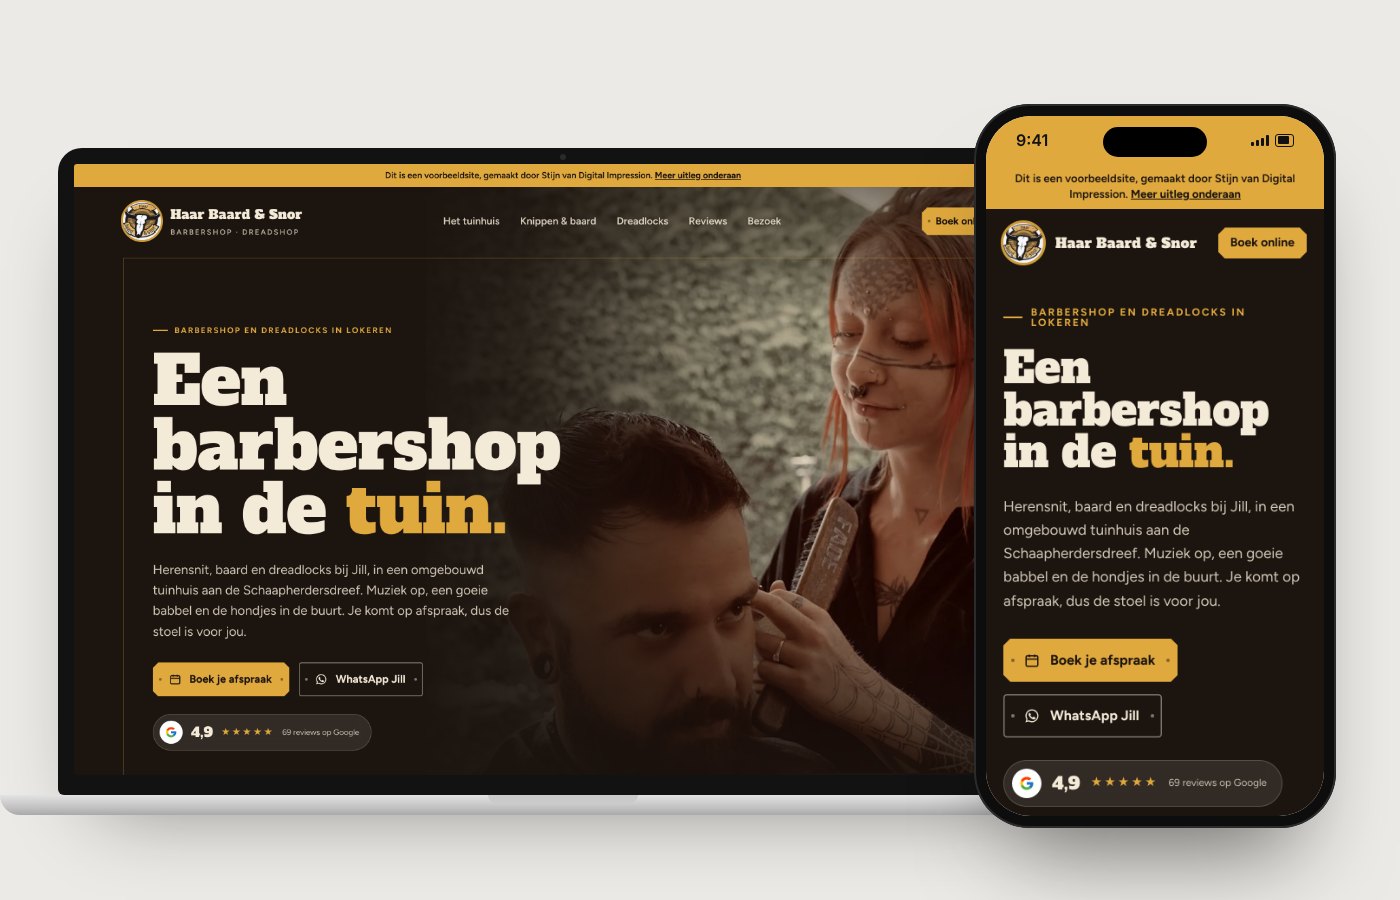 Dit is een voorbeeldsite, gemaakt door Stijn van Digital Impression. Meer uitleg onderaan
Haar Baard & Snor
BARBERSHOP · DREADSHOP
Het tuinhuis
Knippen & baard
Dreadlocks
Reviews
Bezoek
Boek onl
BARBERSHOP EN DREADLOCKS IN LOKEREN
Een
barbershop
in de tuin.
Herensnit, baard en dreadlocks bij Jill, in een omgebouwd
tuinhuis aan de Schaapherdersdreef. Muziek op, een goeie
babbel en de hondjes in de buurt. Je komt op afspraak, dus de
stoel is voor jou.
Boek je afspraak
WhatsApp Jill
4,9 ★★★★★ 69 reviews op Google
FADE
9:41
Dit is een voorbeeldsite, gemaakt door Stijn van Digital
Impression. Meer uitleg onderaan
Haar Baard & Snor
Boek online
BARBERSHOP EN DREADLOCKS IN
LOKEREN
Een
barbershop
in de tuin.
Herensnit, baard en dreadlocks bij Jill, in een
omgebouwd tuinhuis aan de
Schaapherdersdreef. Muziek op, een goeie
babbel en de hondjes in de buurt. Je komt op
afspraak, dus de stoel is voor jou.
Boek je afspraak
WhatsApp Jill
4,9 ★★★★★ 69 reviews op Google